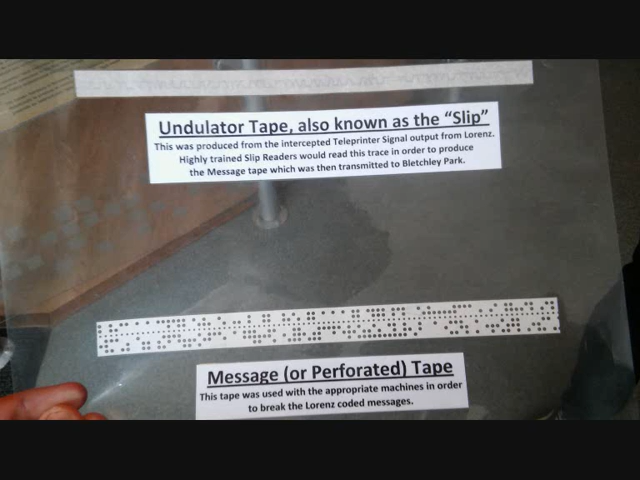 Undulator Tape, also known as the “Slip”
This was produced from the intercepted Teleprinter Signal output from Lorenz.
Highly trained Slip Readers would read this trace in order to produce
the Message tape which was then transmitted to Bletchley Park.
Message (or Perforated) Tape
This tape was used with the appropriate machines in order
to break the Lorenz coded messages.